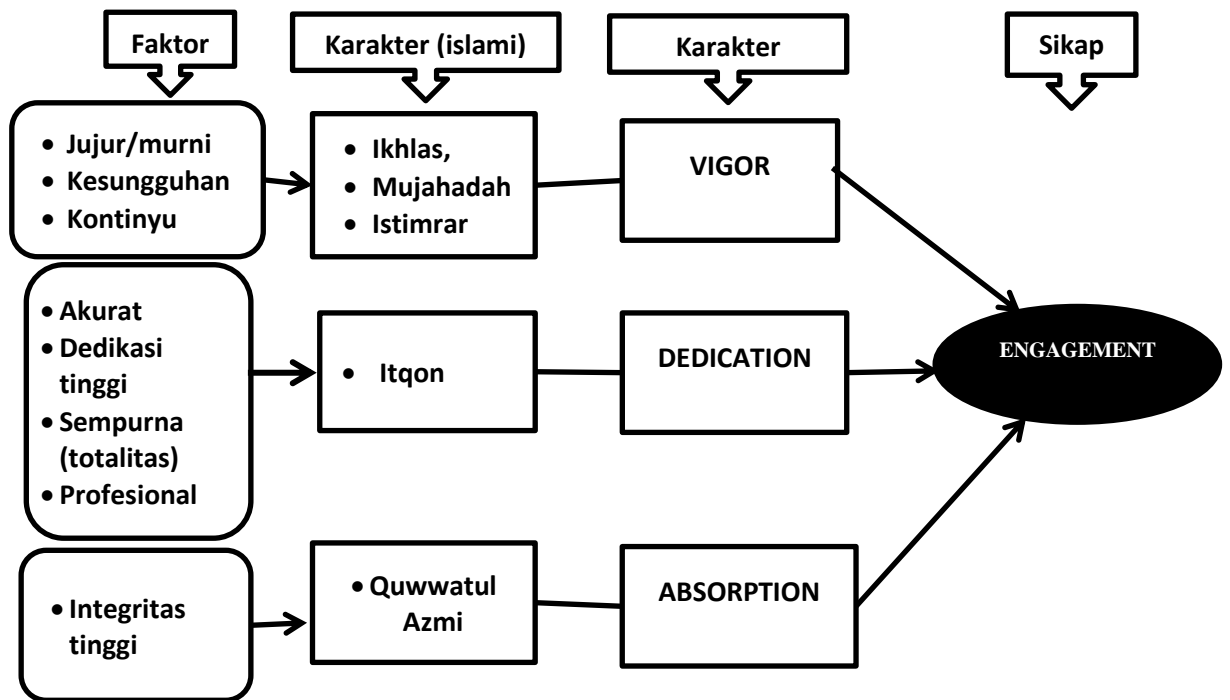 Faktor
Karakter (islami)
Karakter
Sikap
• Jujur/murni
• Kesungguhan
• Kontinyu
• Ikhlas,
• Mujahadah
• Istimrar
VIGOR
• Akurat
• Dedikasi
tinggi
• Sempurna
(totalitas)
• Profesional
• Itqon
DEDICATION
ENGAGEMENT
• Integritas
tinggi
• Quwwatul
Azmi
ABSORPTION